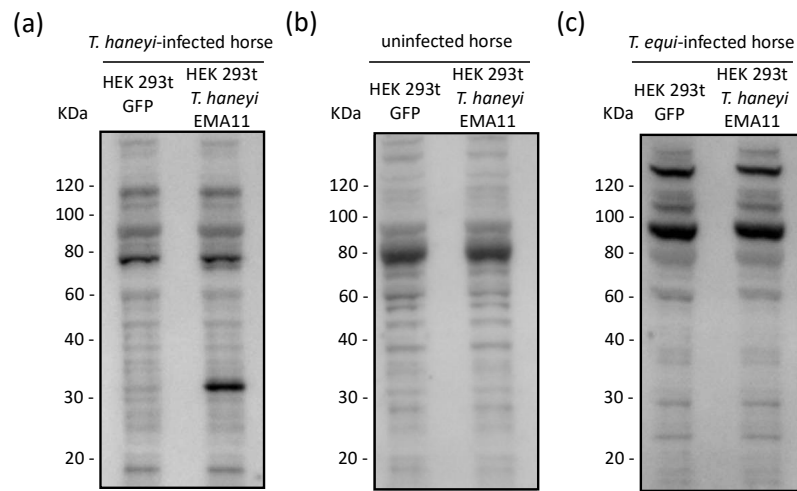 (a)
T. haneyi-infected horse
HEK 293t
GFP
HEK 293t
T. haneyi
EMA11
KDa
120 -
100 -
80 -
60 -
40 -
30 -
20 -
(b)
uninfected horse
HEK 293t
GFP
HEK 293t
T. haneyi
EMA11
KDa
120 -
100 -
80 -
60 -
40 -
30 -
20 -
(c)
T. equi-infected horse
HEK 293t
GFP
HEK 293t
T. haneyi
EMA11
KDa
120 -
100 -
80 -
60 -
40 -
30 -
20 -